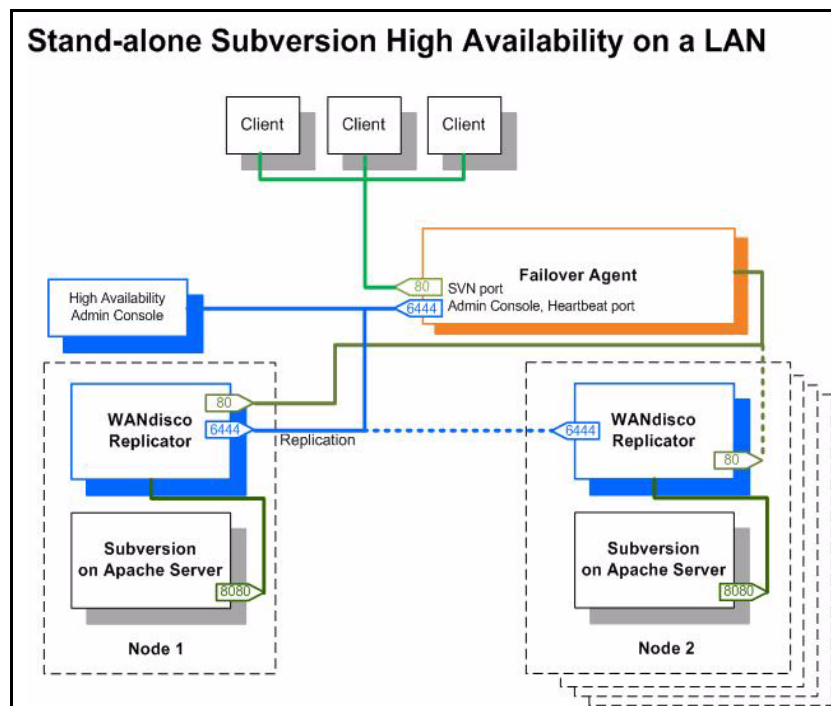 Stand-alone Subversion High Availability on a LAN
Client
Client
Client
Failover Agent
80
SVN port
6444
Admin Console, Heartbeat port
High Availability
Admin Console
WANdisco
Replicator
80
6444
Replication
Subversion
on Apache Server
8080
Node 1
6444
WANdisco
Replicator
80
Subversion
on Apache Server
8080
Node 2